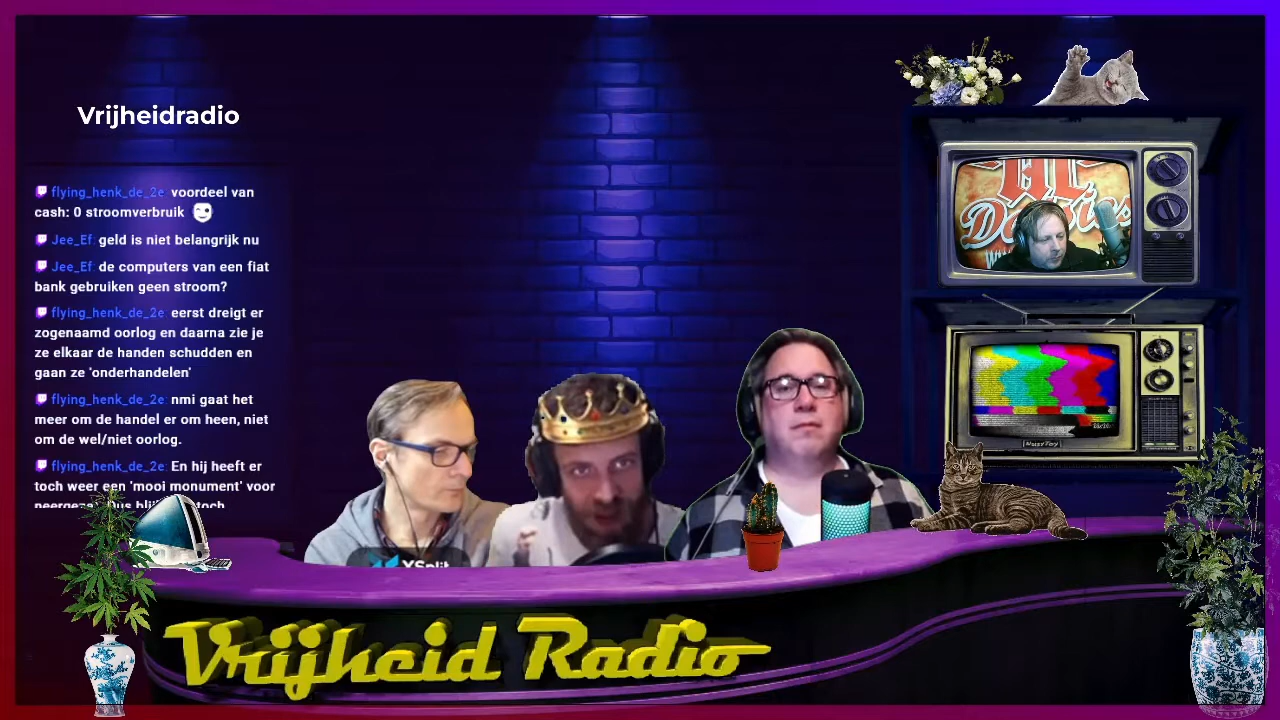 Vrijheidradio
flying_henk_de_2e: voordeel van
cash: 0 stroomverbruik
Jee_Ef: geld is niet belangrijk nu
Jee_Ef: de computers van een fiat
bank gebruiken geen stroom?
flying_henk_de_2e: eerst dreigt er
zogenaamd oorlog en daarna zie je
ze elkaar de handen schudden en
gaan ze 'onderhandelen'
flying_henk_de_2e: nmi gaat het
meer om de handel er om heen, niet
om de wel/niet oorlog.
flying_henk_de_2e: En hij heeft er
toch weer een 'mooi monument' voor
XSplit
Vrijheid Radio